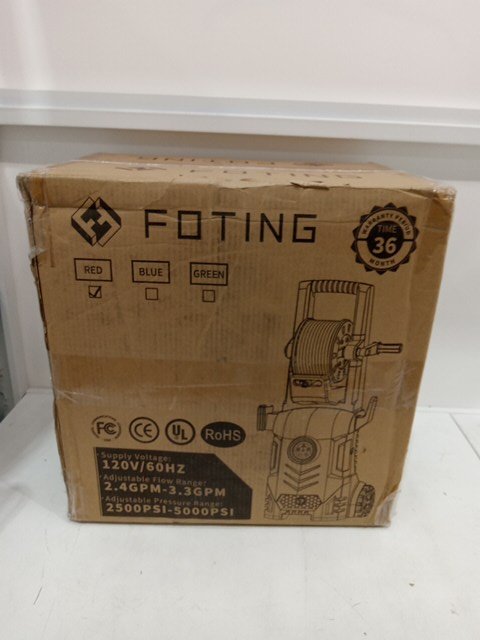 FOTING
WARRANTY PERIOD
TIME
36
MONTH
RED
BLUE
GREEN
FC
CE
UL
RoHS
Supply Voltage:
120V/60HZ
Adjustable Flow Range:
2.4GPM-3.3GPM
Adjustable Pressure Range:
2500PSI-5000PSI